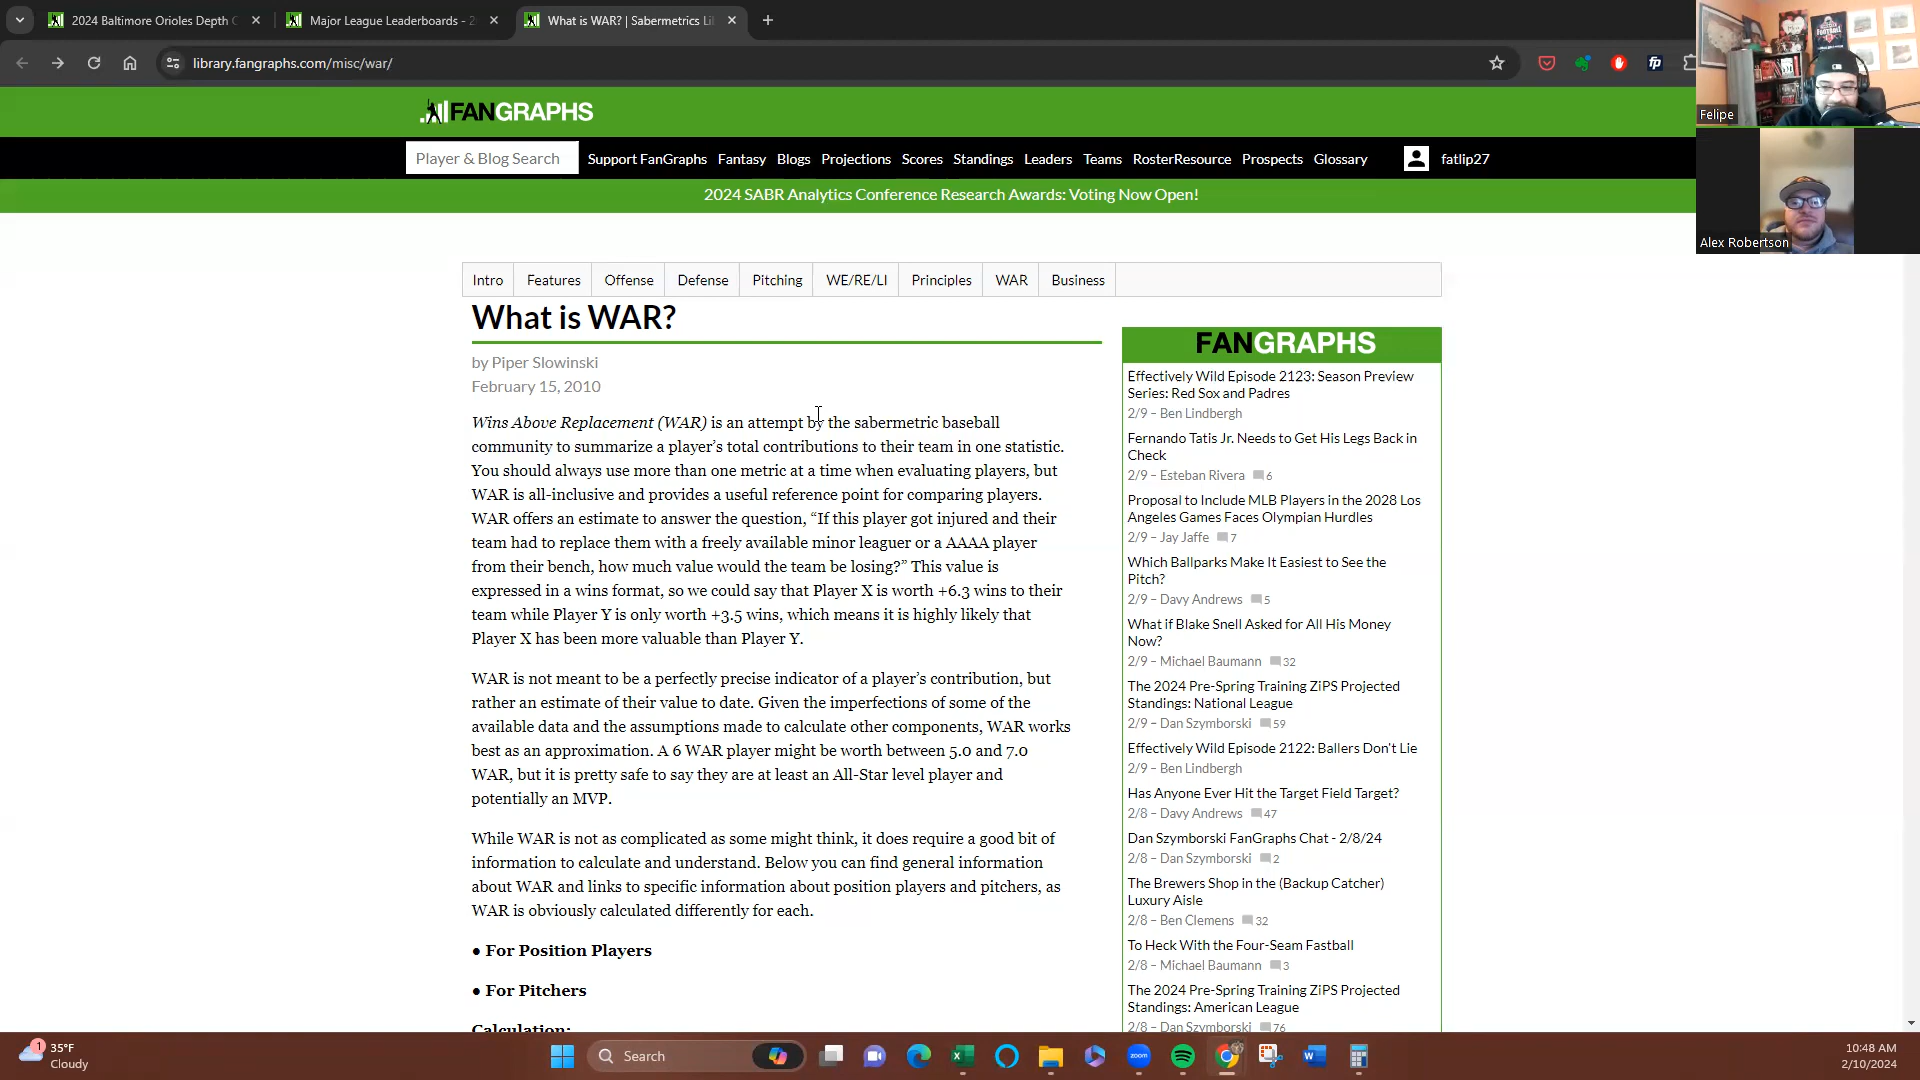 2024 Baltimore Orioles Depth C
Major League Leaderboards - 2
What is WAR? | Sabermetrics Li
library.fangraphs.com/misc/war/
fp
FANGRAPHS
Player & Blog Search
Support FanGraphs Fantasy Blogs Projections Scores Standings Leaders Teams RosterResource Prospects Glossary
fatlip27
2024 SABR Analytics Conference Research Awards: Voting Now Open!
Felipe
Alex Robertson
Intro Features Offense Defense Pitching WE/RE/LI Principles WAR Business
What is WAR?
by Piper Slowinski
February 15, 2010
Wins Above Replacement (WAR) is an attempt by the sabermetric baseball
community to summarize a player's total contributions to their team in one statistic.
You should always use more than one metric at a time when evaluating players, but
WAR is all-inclusive and provides a useful reference point for comparing players.
WAR offers an estimate to answer the question, “If this player got injured and their
team had to replace them with a freely available minor leaguer or a AAAA player
from their bench, how much value would the team be losing?” This value is
expressed in a wins format, so we could say that Player X is worth +6.3 wins to their
team while Player Y is only worth +3.5 wins, which means it is highly likely that
Player X has been more valuable than Player Y.
WAR is not meant to be a perfectly precise indicator of a player's contribution, but
rather an estimate of their value to date. Given the imperfections of some of the
available data and the assumptions made to calculate other components, WAR works
best as an approximation. A 6 WAR player might be worth between 5.0 and 7.0
WAR, but it is pretty safe to say they are at least an All-Star level player and
potentially an MVP.
While WAR is not as complicated as some might think, it does require a good bit of
information to calculate and understand. Below you can find general information
about WAR and links to specific information about position players and pitchers, as
WAR is obviously calculated differently for each.
● For Position Players
● For Pitchers
Calculation:
FANGRAPHS
Effectively Wild Episode 2123: Season Preview
Series: Red Sox and Padres
2/9 – Ben Lindbergh
Fernando Tatis Jr. Needs to Get His Legs Back in
Check
2/9 – Esteban Rivera 6
Proposal to Include MLB Players in the 2028 Los
Angeles Games Faces Olympian Hurdles
2/9 – Jay Jaffe 7
Which Ballparks Make It Easiest to See the
Pitch?
2/9 – Davy Andrews 5
What if Blake Snell Asked for All His Money
Now?
2/9 – Michael Baumann 32
The 2024 Pre-Spring Training ZiPS Projected
Standings: National League
2/9 – Dan Szymborski 59
Effectively Wild Episode 2122: Ballers Don't Lie
2/9 – Ben Lindbergh
Has Anyone Ever Hit the Target Field Target?
2/8 – Davy Andrews 47
Dan Szymborski FanGraphs Chat - 2/8/24
2/8 – Dan Szymborski 2
The Brewers Shop in the (Backup Catcher)
Luxury Aisle
2/8 – Ben Clemens 32
To Heck With the Four-Seam Fastball
2/8 – Michael Baumann 3
The 2024 Pre-Spring Training ZiPS Projected
Standings: American League
2/8 – Dan Szymborski 76
1
35°F
Cloudy
Search
zoom
10:48 AM
2/10/2024